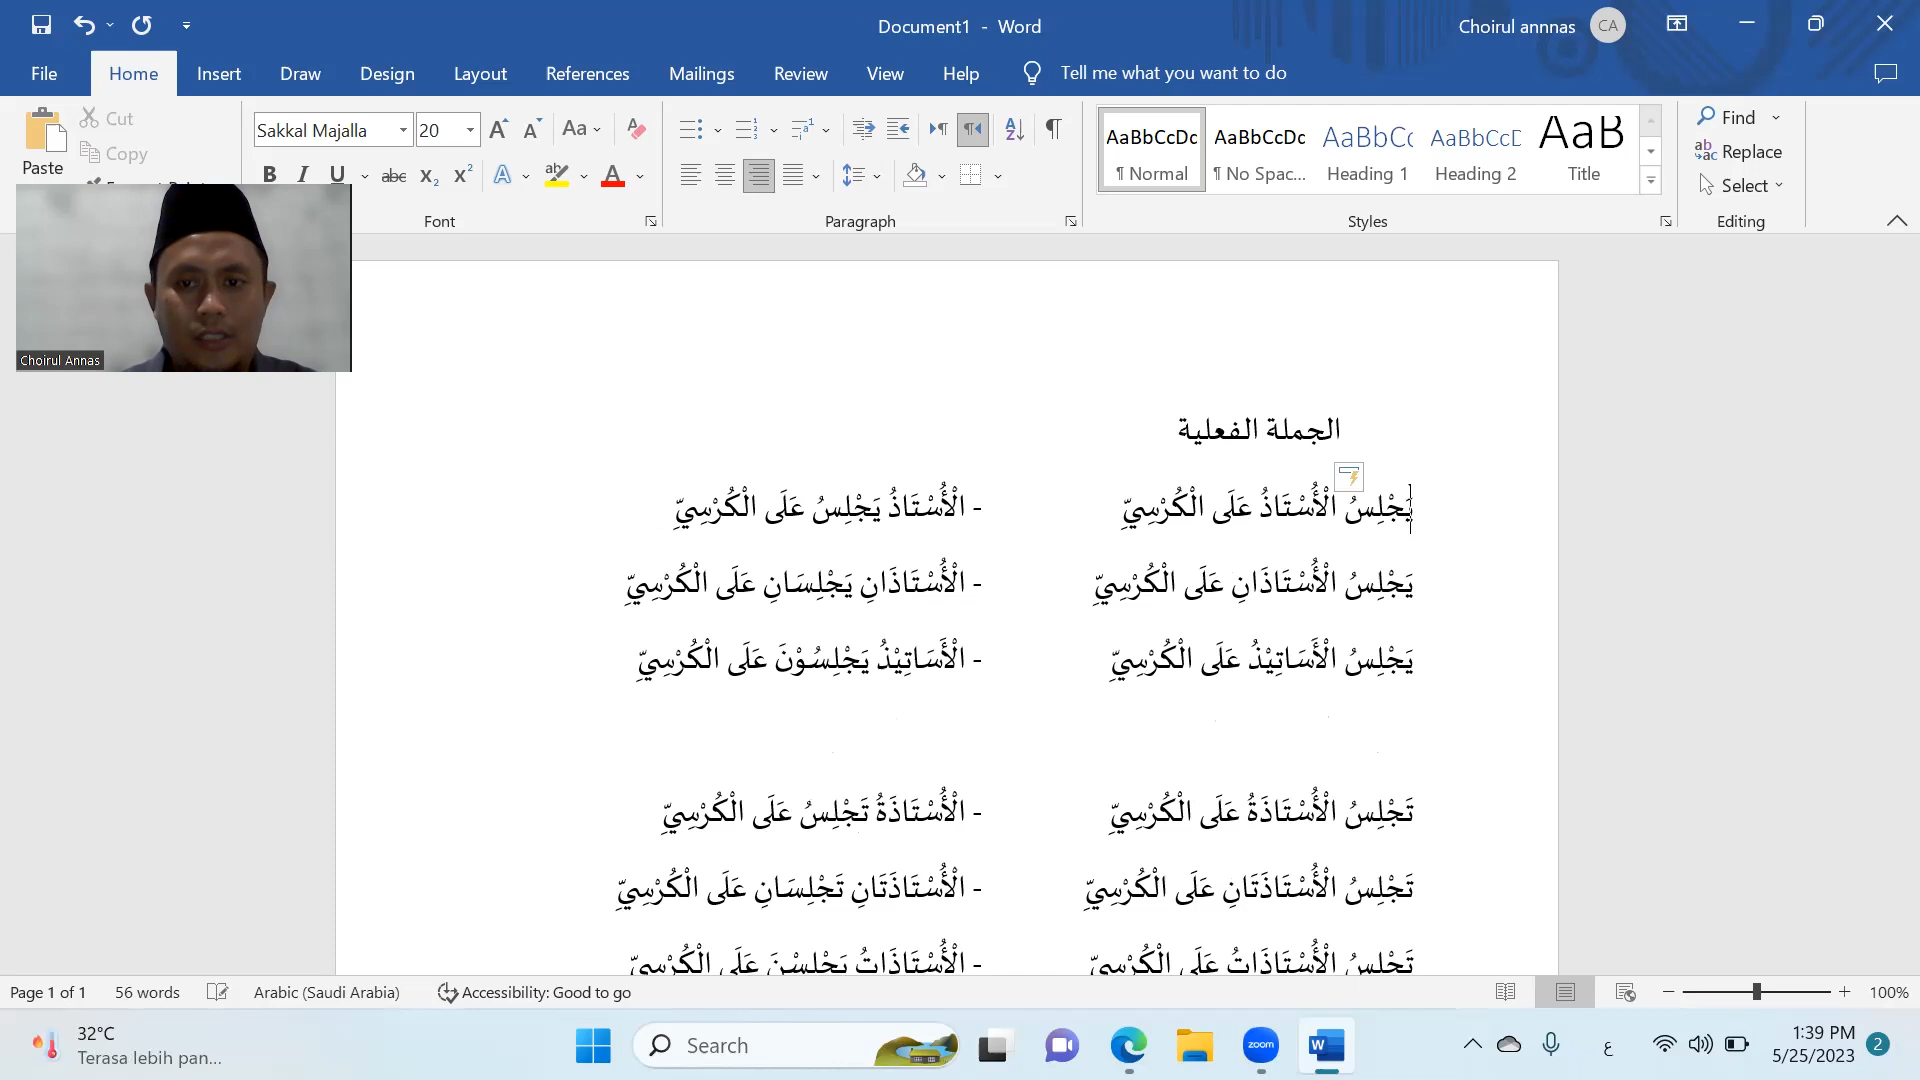 Document1 - Word
Choirul annnas CA
File Home Insert Draw Design Layout References Mailings Review View Help Tell me what you want to do
Paste
Cut
Copy
Sakkal Majalla 20
Font
Paragraph
AaBbCcDc AaBbCcDc AaBbCc AaBbCcD AaB
¶ Normal ¶ No Spac... Heading 1 Heading 2 Title
Styles
Find
Replace
Select
Editing
Choirul Annas
الجملة الفعلية
يَجْلِسُ الْأُسْتَاذُ عَلَى الْكُرْسِيِّ - الْأُسْتَاذُ يَجْلِسُ عَلَى الْكُرْسِيِّ
يَجْلِسُ الْأُسْتَاذَانِ عَلَى الْكُرْسِيِّ - الْأُسْتَاذَانِ يَجْلِسَانِ عَلَى الْكُرْسِيِّ
يَجْلِسُ الْأَسَاتِيْذُ عَلَى الْكُرْسِيِّ - الْأَسَاتِيْذُ يَجْلِسُوْنَ عَلَى الْكُرْسِيِّ
تَجْلِسُ الْأُسْتَاذَةُ عَلَى الْكُرْسِيِّ - الْأُسْتَاذَةُ تَجْلِسُ عَلَى الْكُرْسِيِّ
تَجْلِسُ الْأُسْتَاذَتَانِ عَلَى الْكُرْسِيِّ - الْأُسْتَاذَتَانِ تَجْلِسَانِ عَلَى الْكُرْسِيِّ
تَجْلِسُ الْأُسْتَاذَاتُ عَلَى الْكُرْسِيِّ - الْأُسْتَاذَاتُ يَجْلِسْنَ عَلَى الْكُرْسِيِّ
Page 1 of 1 56 words Arabic (Saudi Arabia) Accessibility: Good to go 100%
32°C
Terasa lebih pan...
Search
zoom
ع
1:39 PM
5/25/2023
2